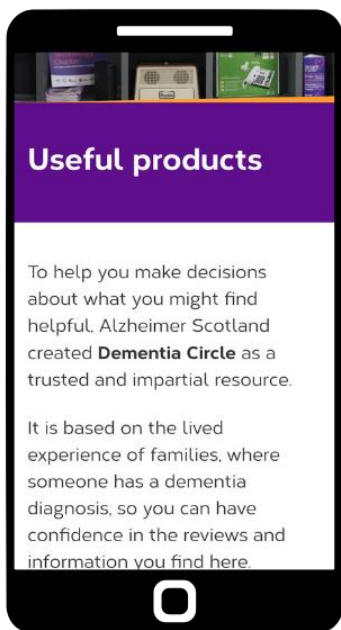 Useful products
To help you make decisions
about what you might find
helpful, Alzheimer Scotland
created Dementia Circle as a
trusted and impartial resource.
It is based on the lived
experience of families, where
someone has a dementia
diagnosis, so you can have
confidence in the reviews and
information you find here.